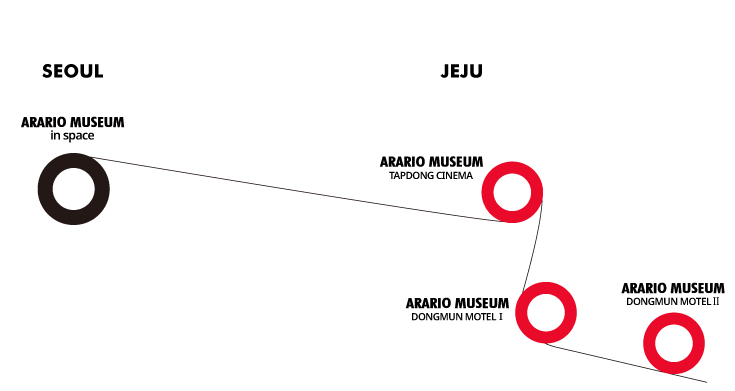 SEOUL
JEJU
ARARIO MUSEUM
in space
ARARIO MUSEUM
TAPDONG CINEMA
ARARIO MUSEUM
DONGMUN MOTEL I
ARARIO MUSEUM
DONGMUN MOTEL II